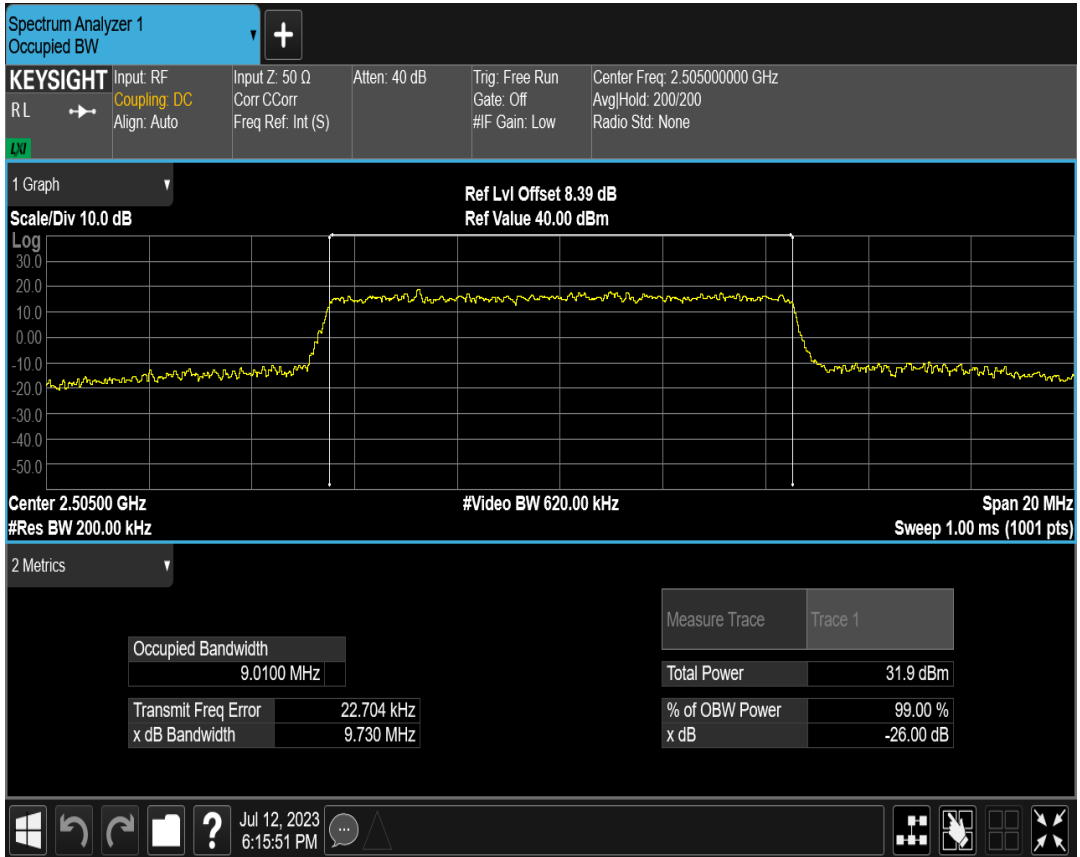 Spectrum Analyzer 1
Occupied BW
+
KEYSIGHT Input: RF Input Z: 50 Ω Atten: 40 dB Trig: Free Run Center Freq: 2.505000000 GHz
R L Coupling: DC Corr CCorr Gate: Off Avg|Hold: 200/200
Align: Auto Freq Ref: Int (S) #IF Gain: Low Radio Std: None
LXI
1 Graph
Ref Lvl Offset 8.39 dB
Scale/Div 10.0 dB Ref Value 40.00 dBm
Log
30.0
20.0
10.0
0.00
-10.0
-20.0
-30.0
-40.0
-50.0
Center 2.50500 GHz #Video BW 620.00 kHz Span 20 MHz
#Res BW 200.00 kHz Sweep 1.00 ms (1001 pts)
2 Metrics
Measure Trace Trace 1
Occupied Bandwidth
9.0100 MHz
Total Power 31.9 dBm
Transmit Freq Error 22.704 kHz % of OBW Power 99.00 %
x dB Bandwidth 9.730 MHz x dB -26.00 dB
? Jul 12, 2023
6:15:51 PM